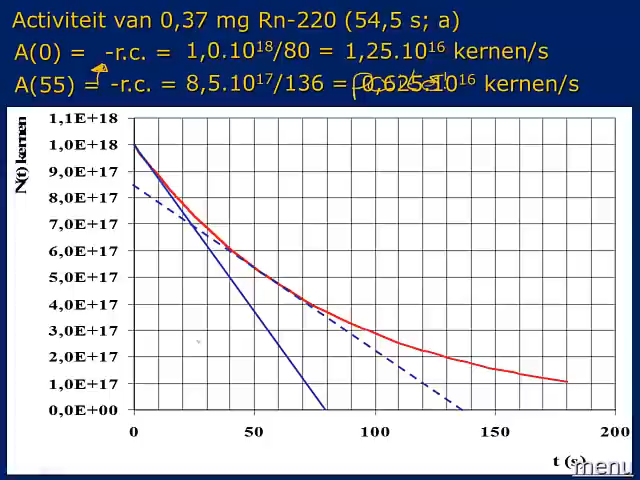 Activiteit van 0,37 mg Rn-220 (54,5 s; a)
A(0) = -r.c. = 1,0.10¹⁸/80 = 1,25.10¹⁶ kernen/s
A(55) = -r.c. = 8,5.10¹⁷/136 = 0,625.10¹⁶ kernen/s
N(t) kernen
1,1E+18
1,0E+18
9,0E+17
8,0E+17
7,0E+17
6,0E+17
5,0E+17
4,0E+17
3,0E+17
2,0E+17
1,0E+17
0,0E+00
0 50 100 150 200
t (s)
menu